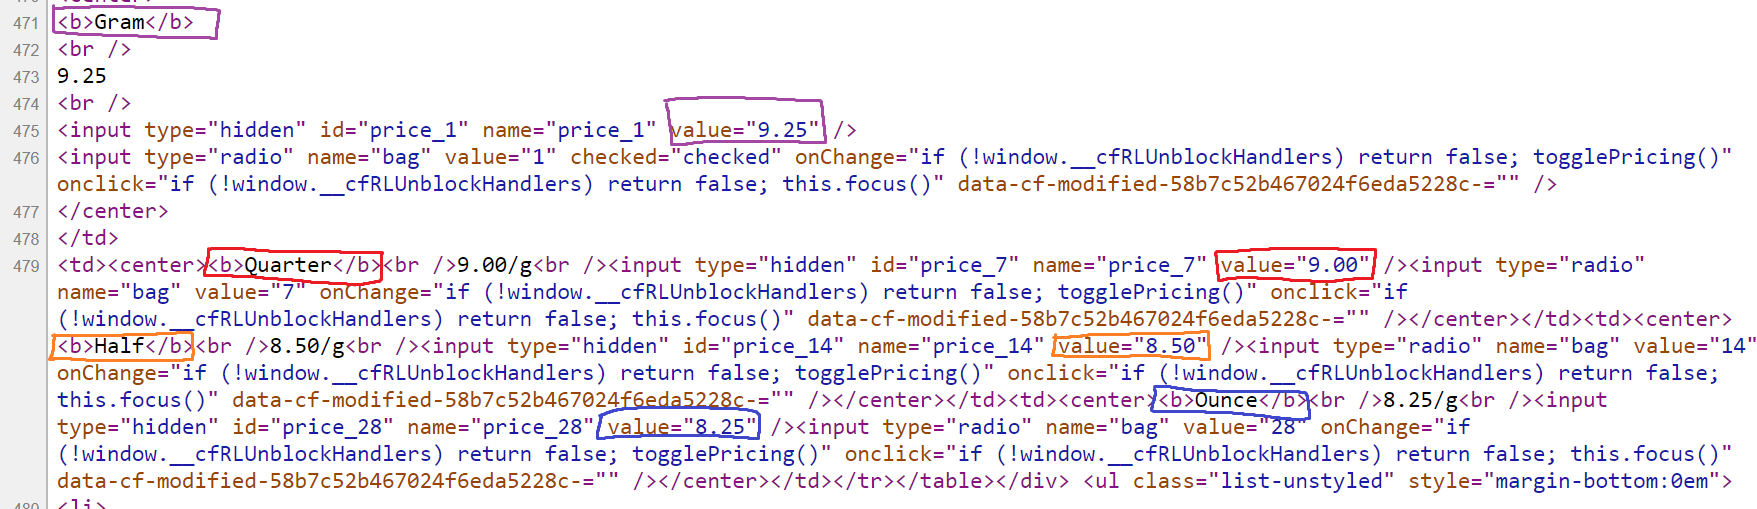 471 <b>Gram</b>
472 <br />
473 9.25
474 <br />
475 <input type="hidden" id="price_1" name="price_1" value="9.25" />
476 <input type="radio" name="bag" value="1" checked="checked" onChange="if (!window.__cfRLUnblockHandlers) return false; togglePricing()"
onclick="if (!window.__cfRLUnblockHandlers) return false; this.focus()" data-cf-modified-58b7c52b467024f6eda5228c-="" />
477 </center>
478 </td>
479 <td><center><b>Quarter</b><br />9.00/g<br /><input type="hidden" id="price_7" name="price_7" value="9.00" /><input type="radio"
name="bag" value="7" onChange="if (!window.__cfRLUnblockHandlers) return false; togglePricing()" onclick="if
(!window.__cfRLUnblockHandlers) return false; this.focus()" data-cf-modified-58b7c52b467024f6eda5228c-="" /></center></td><td><center>
<b>Half</b><br />8.50/g<br /><input type="hidden" id="price_14" name="price_14" value="8.50" /><input type="radio" name="bag" value="14"
onChange="if (!window.__cfRLUnblockHandlers) return false; togglePricing()" onclick="if (!window.__cfRLUnblockHandlers) return false;
this.focus()" data-cf-modified-58b7c52b467024f6eda5228c-="" /></center></td><td><center><b>Ounce</b><br />8.25/g<br /><input
type="hidden" id="price_28" name="price_28" value="8.25" /><input type="radio" name="bag" value="28" onChange="if
(!window.__cfRLUnblockHandlers) return false; togglePricing()" onclick="if (!window.__cfRLUnblockHandlers) return false; this.focus()"
data-cf-modified-58b7c52b467024f6eda5228c-="" /></center></td></tr></table></div> <ul class="list-unstyled" style="margin-bottom:0em">
<li>